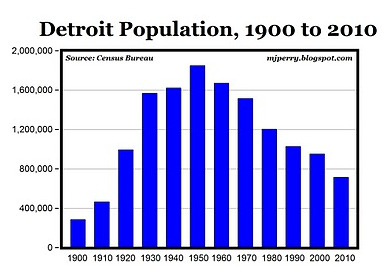 Detroit Population, 1900 to 2010
Source: Census Bureau mjperry.blogspot.com
2,000,000
1,600,000
1,200,000
800,000
400,000
0
1900 1910 1920 1930 1940 1950 1960 1970 1980 1990 2000 2010